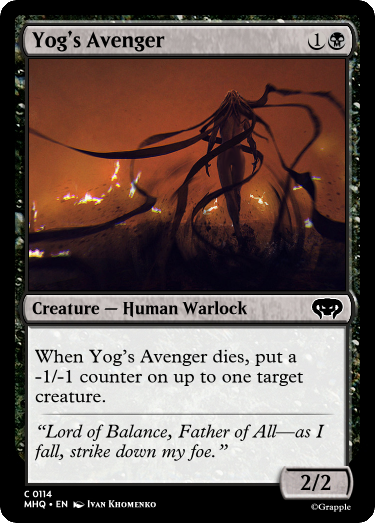 Yog's Avenger 1
Creature — Human Warlock
When Yog's Avenger dies, put a
-1/-1 counter on up to one target
creature.
“Lord of Balance, Father of All—as I
fall, strike down my foe.”
2/2
C 0114
MHQ • EN Ivan Khomenko
©Grapple